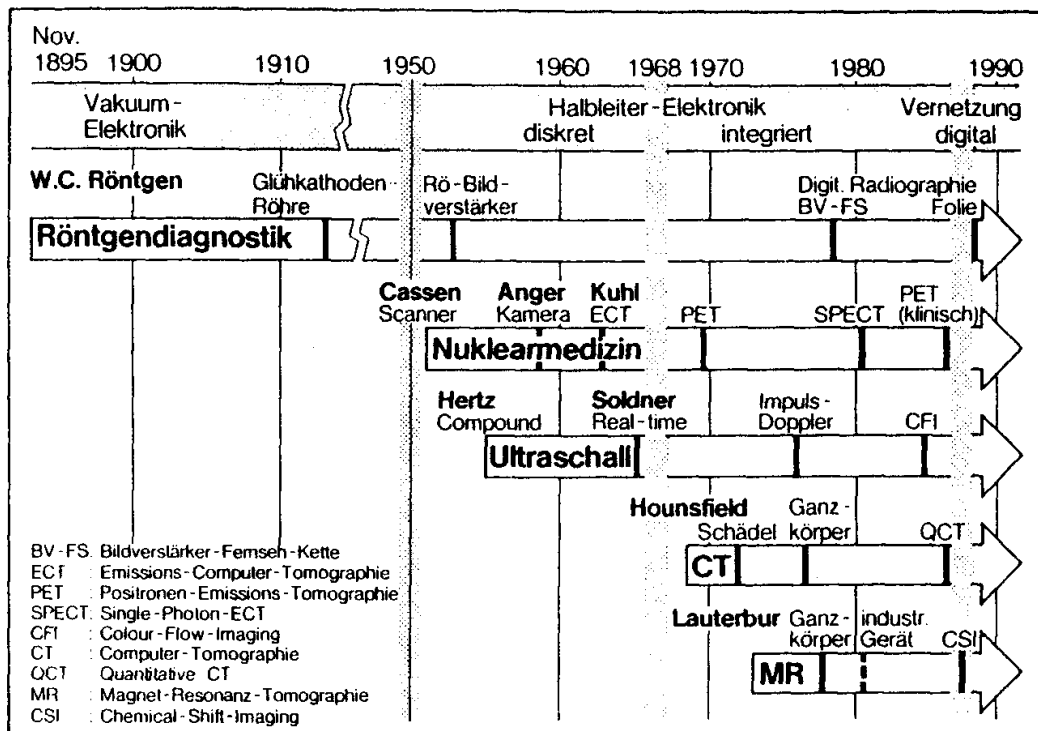 Nov.
1895 1900 1910 1950 1960 1968 1970 1980 1990
Vakuum- Halbleiter-Elektronik Vernetzung
Elektronik diskret integriert digital
W.C. Röntgen Glühkathoden- Rö-Bild- Digit. Radiographie
Röhre verstärker BV-FS Folie
Röntgendiagnostik
Cassen Anger Kuhl PET
Scanner Kamera ECT PET SPECT (klinisch)
Nuklearmedizin
Hertz Soldner Impuls-
Compound Real-time Doppler CFI
Ultraschall
Hounsfield Ganz-
Schädel körper QCT
CT
Lauterbur Ganz- industr.
körper Gerät CSI
MR
BV-FS: Bildverstärker-Fernseh-Kette
ECT : Emissions-Computer-Tomographie
PET : Positronen-Emissions-Tomographie
SPECT: Single-Photon-ECT
CFI : Colour-Flow-Imaging
CT : Computer-Tomographie
QCT : Quantitative CT
MR : Magnet-Resonanz-Tomographie
CSI : Chemical-Shift-Imaging